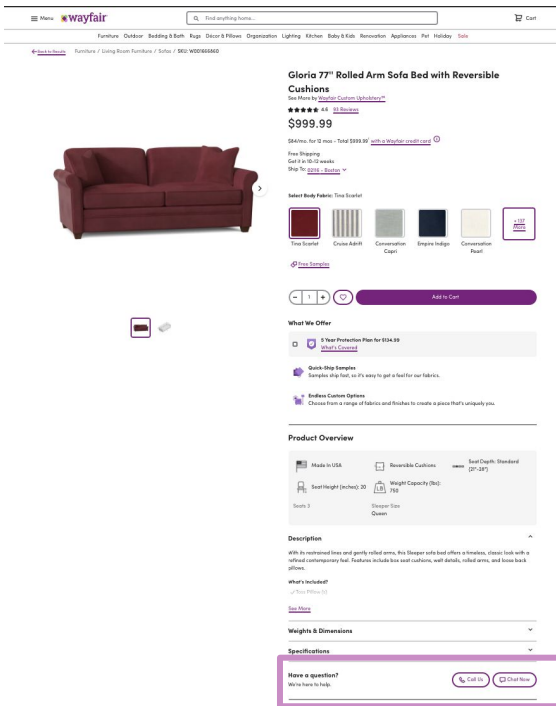 Menu wayfair Find anything home... Cart
Furniture Outdoor Bedding & Bath Rugs Décor & Pillows Organization Lighting Kitchen Baby & Kids Renovation Appliances Pet Holiday Sale
Back to Results Furniture / Living Room Furniture / Sofas / SKU: W001666860
Gloria 77" Rolled Arm Sofa Bed with Reversible
Cushions
See More by Wayfair Custom Upholstery™
4.6 93 Reviews
$999.99
$84/mo. for 12 mos - Total $999.99 with a Wayfair credit card
Free Shipping
Get it in 10-12 weeks
Ship To: 02116 - Boston
Select Body Fabric: Tina Scarlet
+ 137
More
Tina Scarlet Cruise Adrift Conversation Empire Indigo Conversation
Capri Pearl
Free Samples
- 1 + Add to Cart
What We Offer
5 Year Protection Plan for $134.99
What's Covered
Quick-Ship Samples
Samples ship fast, so it's easy to get a feel for our fabrics.
Endless Custom Options
Choose from a range of fabrics and finishes to create a piece that's uniquely you.
Product Overview
Made In USA Reversible Cushions Seat Depth: Standard
(21"-28")
Seat Height (inches): 20 LB Weight Capacity (lbs):
750
Seats 3 Sleeper Size
Queen
Description
With its restrained lines and gently rolled arms, this Sleeper sofa bed offers a timeless, classic look with a
refined contemporary feel. Features include box seat cushions, welt details, rolled arms, and loose back
pillows.
What's Included?
See More
Weights & Dimensions
Specifications
Have a question?
We're here to help.
Call Us Chat Now